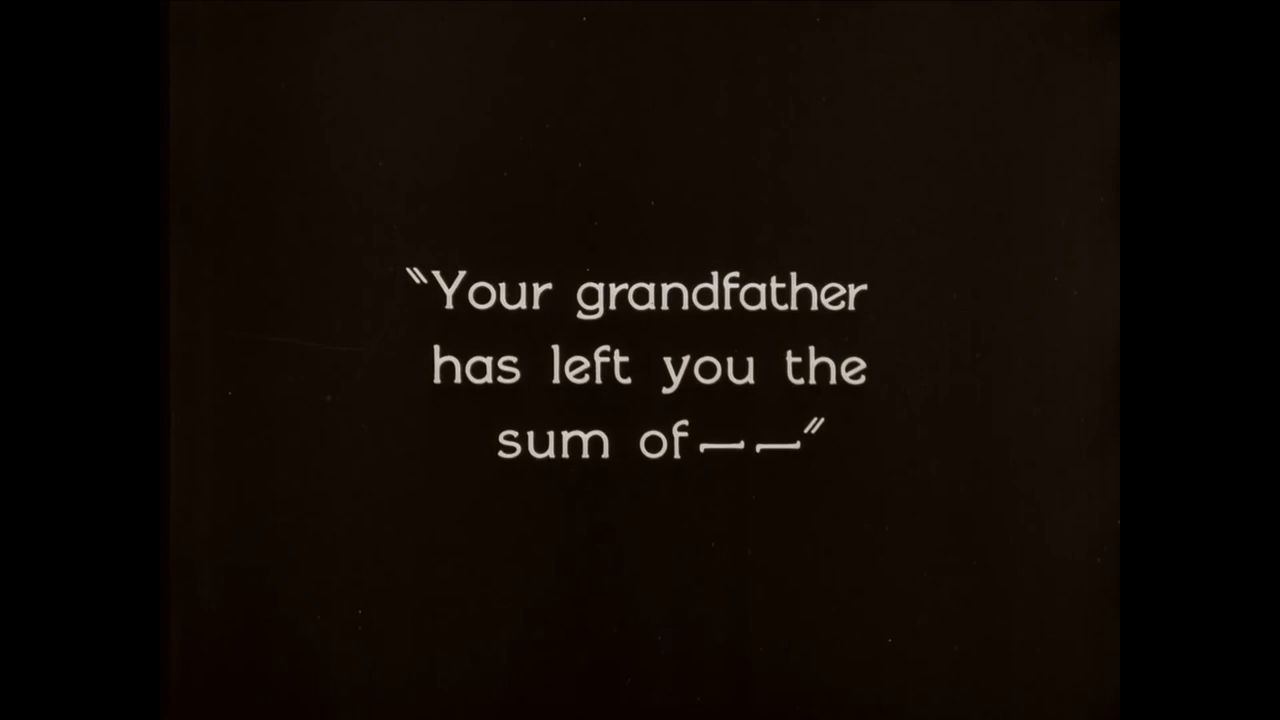 "Your grandfather
has left you the
sum of — —"